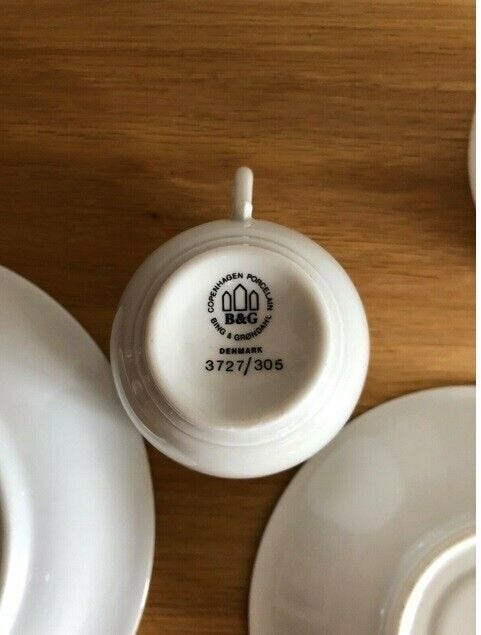 COPENHAGEN PORCELAIN
B&G
BING & GRØNDAHL
DENMARK
3727/305